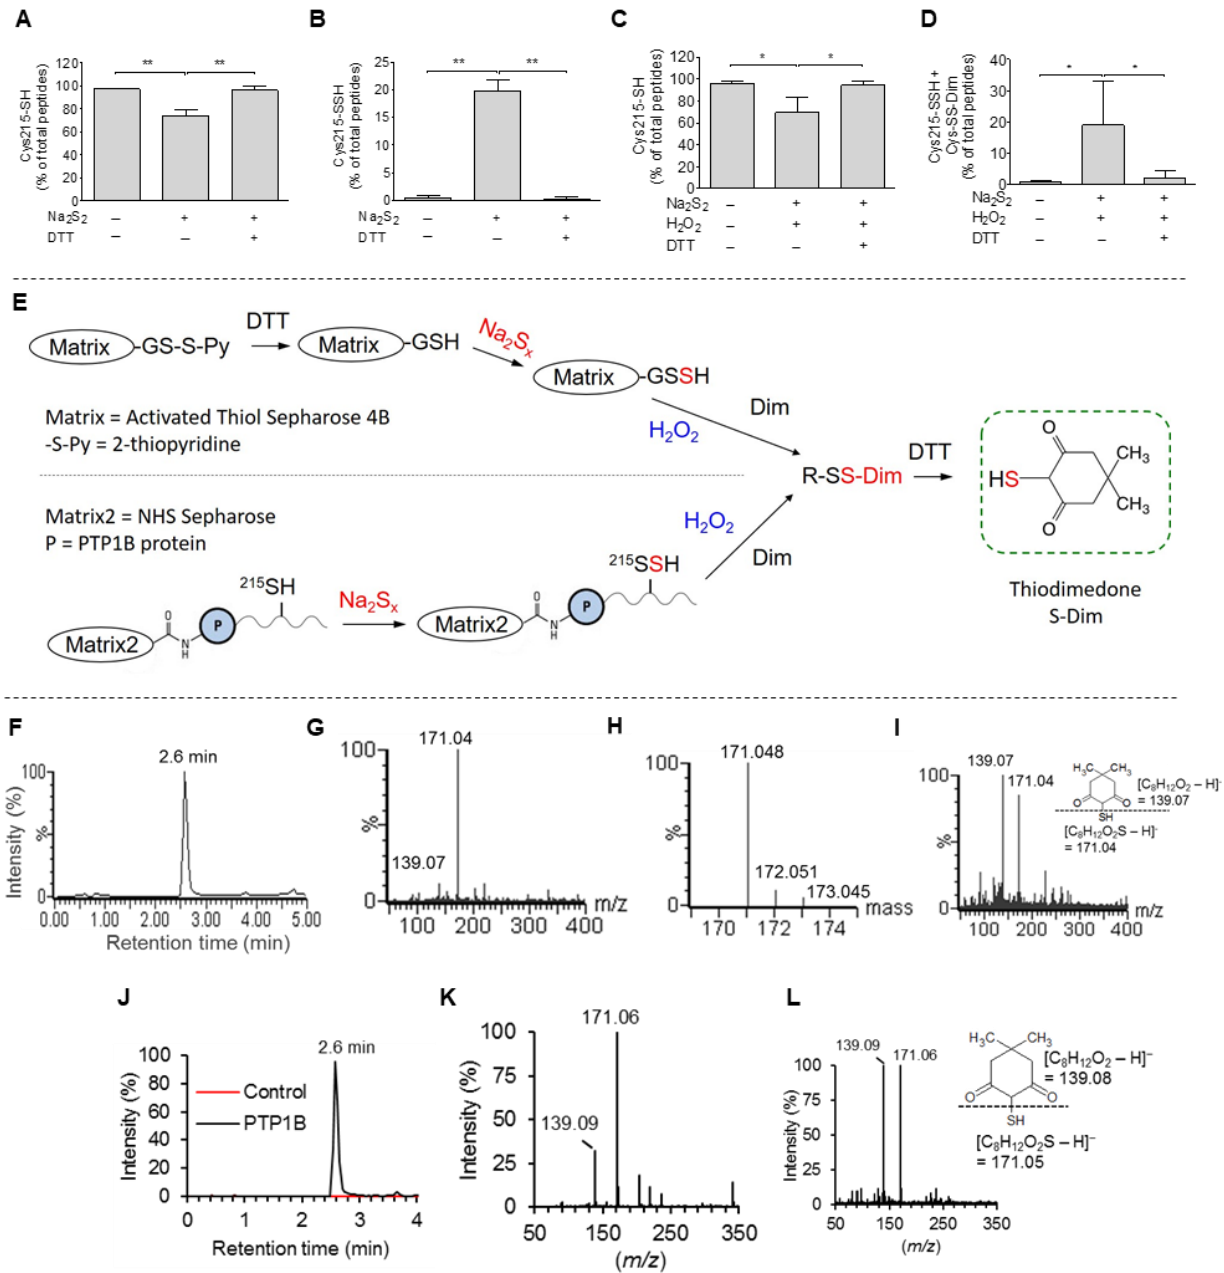 A
Cys215-SH
(% of total peptides)
120
100
80
60
40
20
0
**
**
Na₂S₂ – + +
DTT – – +
B
Cys215-SSH
(% of total peptides)
25
20
15
10
5
0
**
**
Na₂S₂ – + +
DTT – – +
C
Cys215-SH
(% of total peptides)
120
100
80
60
40
20
0
*
*
Na₂S₂ – + +
H₂O₂ – + +
DTT – – +
D
Cys215-SSH +
Cys-SS-Dim
(% of total peptides)
40
30
20
10
0
*
*
Na₂S₂ – + +
H₂O₂ – + +
DTT – – +
E
Matrix -GS-S-Py
DTT
Matrix -GSH
Na₂Sₓ
Matrix -GSSH
Matrix = Activated Thiol Sepharose 4B
-S-Py = 2-thiopyridine
Dim
H₂O₂
R-SS-Dim
DTT
O
HS
CH₃
CH₃
O
Thiodimedone
S-Dim
Matrix2 = NHS Sepharose
P = PTP1B protein
H₂O₂
Dim
²¹⁵SH
O
P
N
H
Matrix2
Na₂Sₓ
²¹⁵SSH
O
P
N
H
Matrix2
F
2.6 min
Intensity (%)
100
%
0
0.00 1.00 2.00 3.00 4.00 5.00
Retention time (min)
G
171.04
100
%
139.07
0
m/z
100 200 300 400
H
171.048
100
%
172.051
173.045
0
mass
170 172 174
I
139.07
171.04
100
%
0
m/z
100 200 300 400
H₃C CH₃
O O
SH
[C₈H₁₂O₂ – H]⁻
= 139.07
[C₈H₁₂O₂S – H]⁻
= 171.04
J
2.6 min
Intensity (%)
100
80
60
40
20
0
Control
PTP1B
0 1 2 3 4
Retention time (min)
K
171.06
139.09
Intensity (%)
100
75
50
25
0
50 150 250 350
(m/z)
L
139.09
171.06
Intensity (%)
100
75
50
25
0
50 150 250 350
(m/z)
H₃C CH₃
O O
SH
[C₈H₁₂O₂ – H]⁻
= 139.08
[C₈H₁₂O₂S – H]⁻
= 171.05